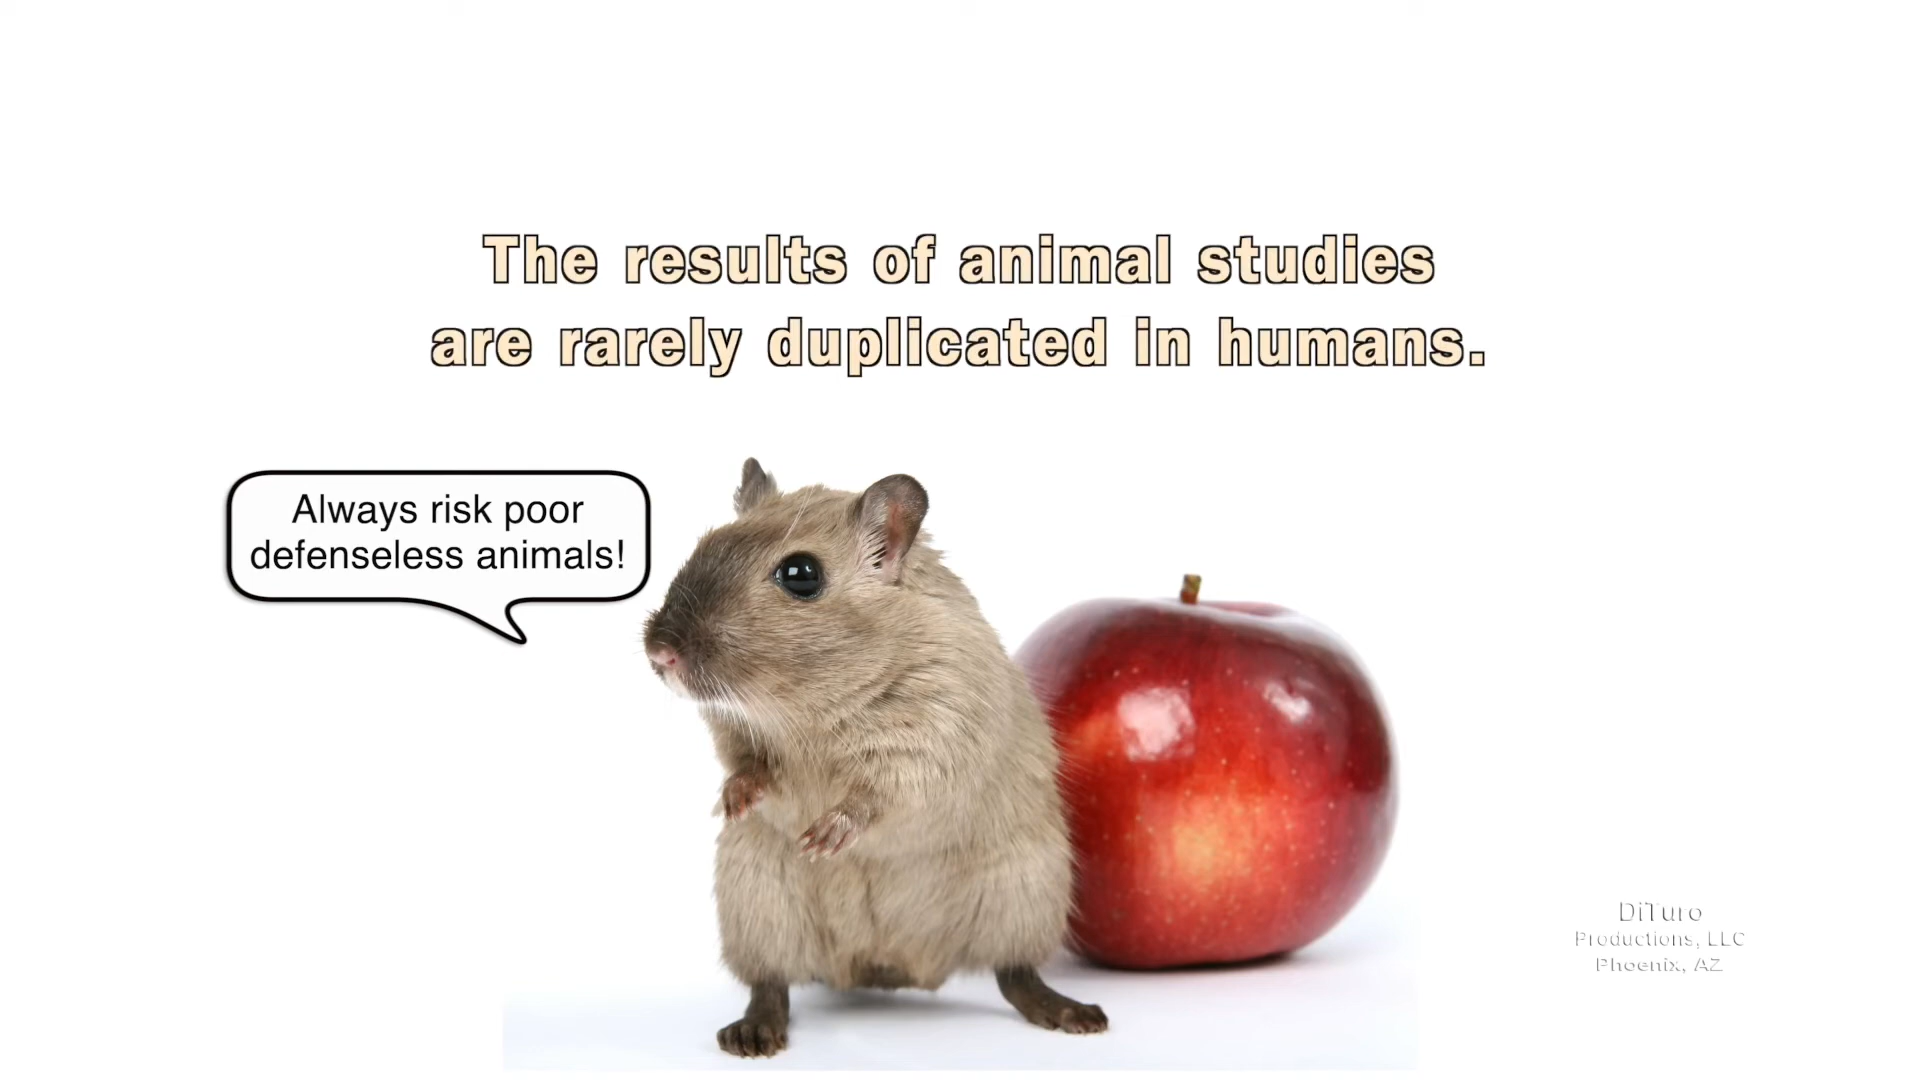 The results of animal studies
are rarely duplicated in humans.
Always risk poor
defenseless animals!
DiTuro
Productions, LLC
Phoenix, AZ